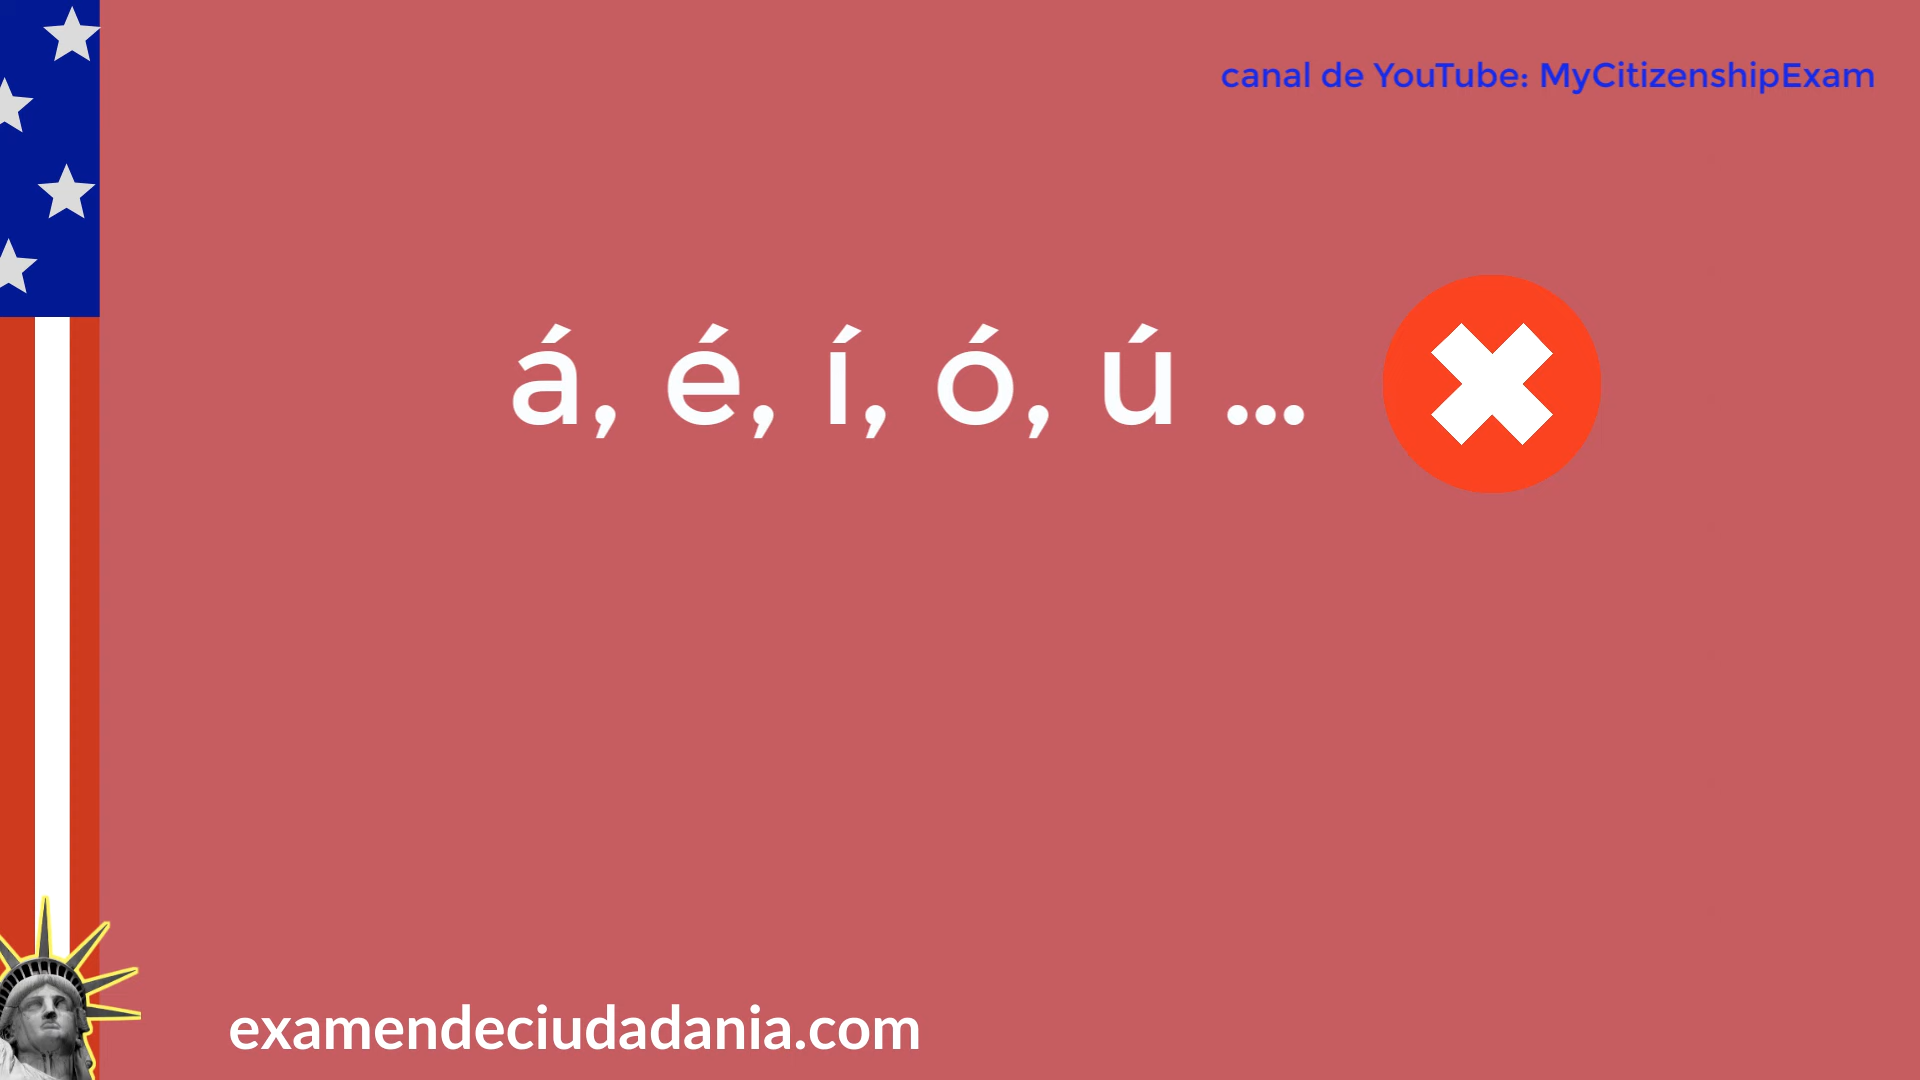 canal de YouTube: MyCitizenshipExam
á, é, í, ó, ú ...
examendeciudadania.com